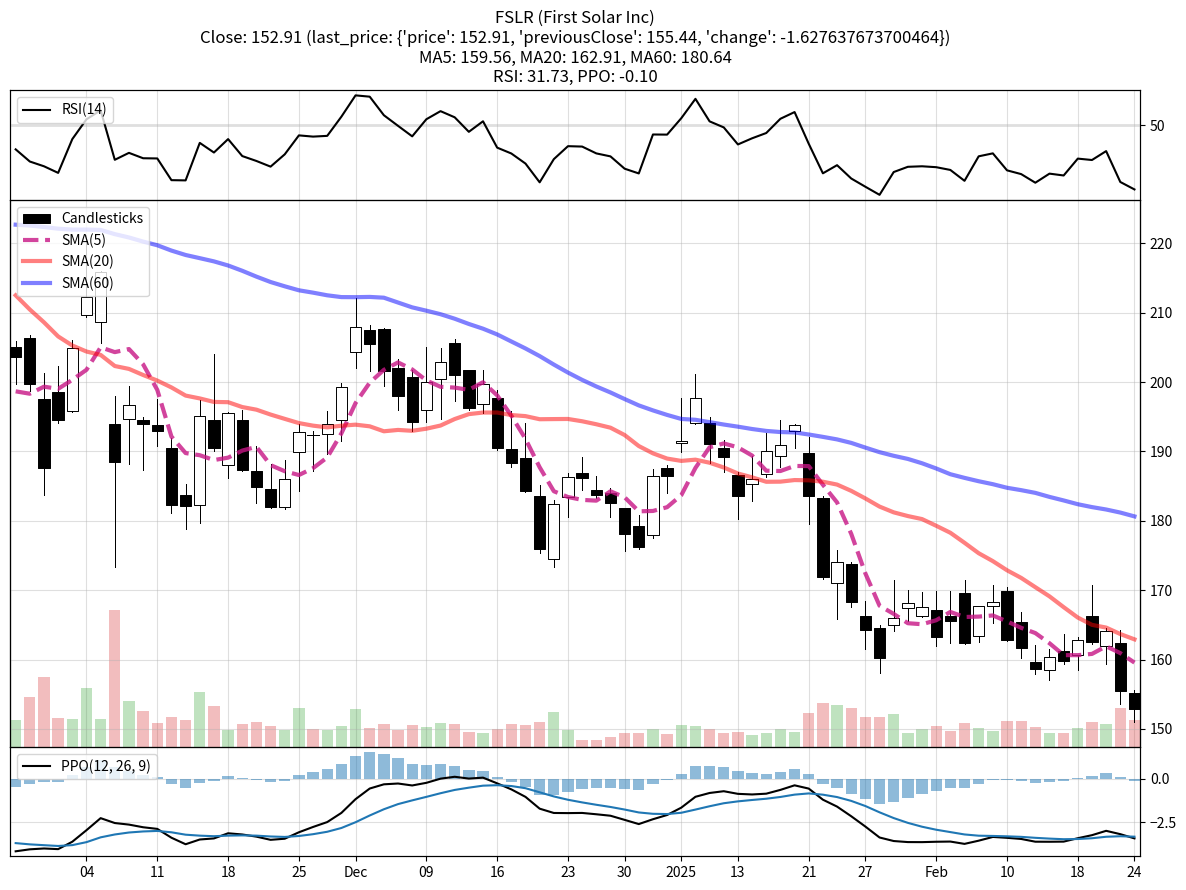 FSLR (First Solar Inc)
Close: 152.91 (last_price: {'price': 152.91, 'previousClose': 155.44, 'change': -1.627637673700464})
MA5: 159.56, MA20: 162.91, MA60: 180.64
RSI: 31.73, PPO: -0.10
RSI(14)
50
Candlesticks
SMA(5)
SMA(20)
SMA(60)
220
210
200
190
180
170
160
150
PPO(12, 26, 9)
0.0
−2.5
04 11 18 25 Dec 09 16 23 30 2025 13 21 27 Feb 10 18 24